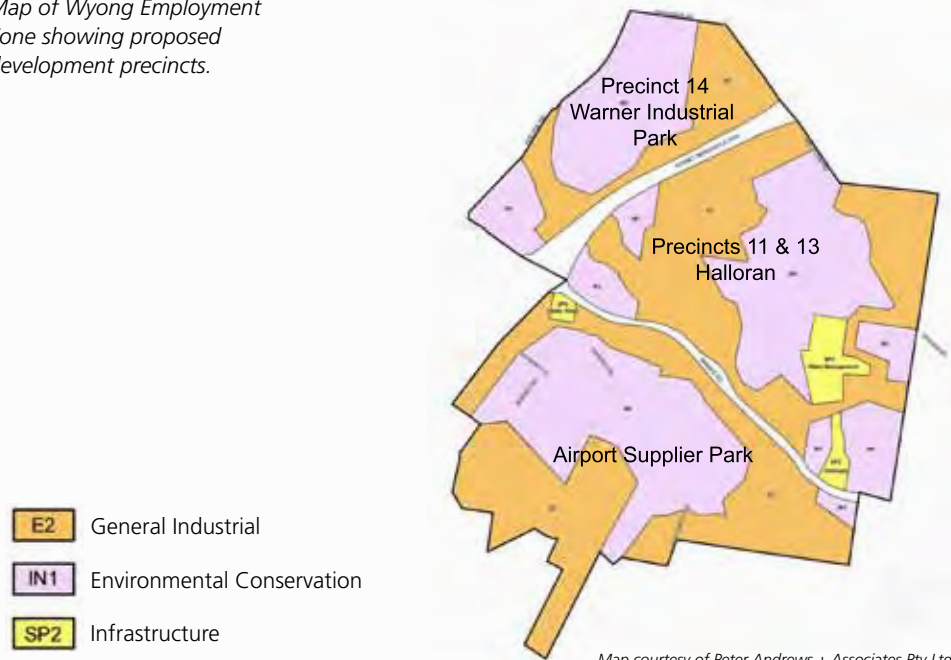 Map of Wyong Employment
Zone showing proposed
development precincts.
Precinct 14
Warner Industrial
Park
Precincts 11 & 13
Halloran
Airport Supplier Park
E2 General Industrial
IN1 Environmental Conservation
SP2 Infrastructure
Map courtesy of Peter Andrews + Associates Pty Ltd